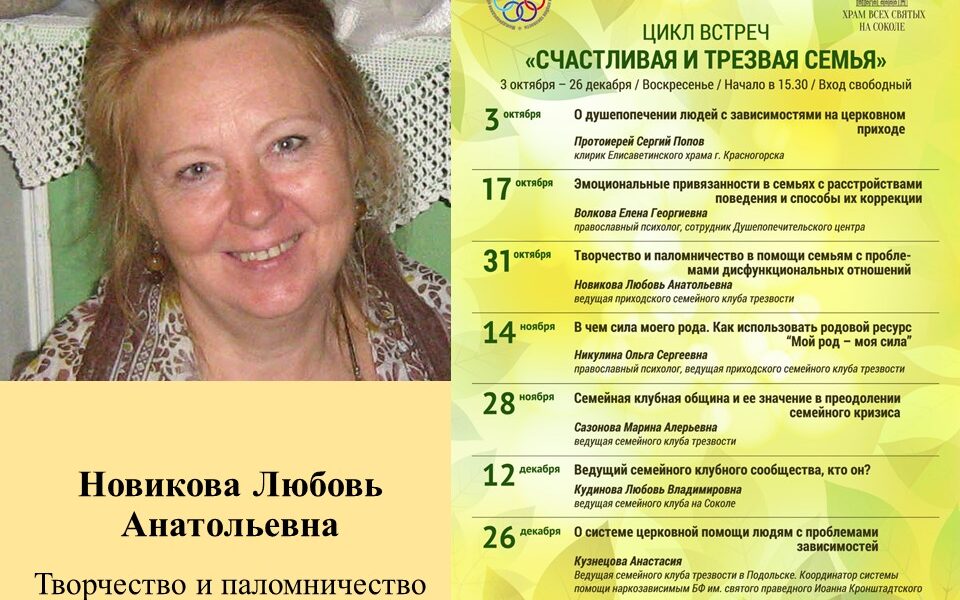 Новикова Любовь
Анатольевна
Творчество и паломничество
ХРАМ ВСЕХ СВЯТЫХ
НА СОКОЛЕ
ЦИКЛ ВСТРЕЧ
«СЧАСТЛИВАЯ И ТРЕЗВАЯ СЕМЬЯ»
3 октября – 26 декабря / Воскресенье / Начало в 15.30 / Вход свободный
3 октября
О душепопечении людей с зависимостями на церковном
приходе
Протоиерей Сергий Попов
клирик Елисаветинского храма г. Красногорска
17 октября
Эмоциональные привязанности в семьях с расстройствами
поведения и способы их коррекции
Волкова Елена Георгиевна
православный психолог, сотрудник Душепопечительского центра
31 октября
Творчество и паломничество в помощи семьям с пробле-
мами дисфункциональных отношений
Новикова Любовь Анатольевна
ведущая приходского семейного клуба трезвости
14 ноября
В чем сила моего рода. Как использовать родовой ресурс
“Мой род – моя сила”
Никулина Ольга Сергеевна
православный психолог, ведущая приходского семейного клуба трезвости
28 ноября
Семейная клубная община и ее значение в преодолении
семейного кризиса
Сазонова Марина Алерьевна
ведущая семейного клуба трезвости
12 декабря
Ведущий семейного клубного сообщества, кто он?
Кудинова Любовь Владимировна
ведущая семейного клуба на Соколе
26 декабря
О системе церковной помощи людям с проблемами
зависимостей
Кузнецова Анастасия
Ведущая семейного клуба трезвости в Подольске. Координатор системы
помощи наркозависимым БФ им. святого праведного Иоанна Кронштадтского